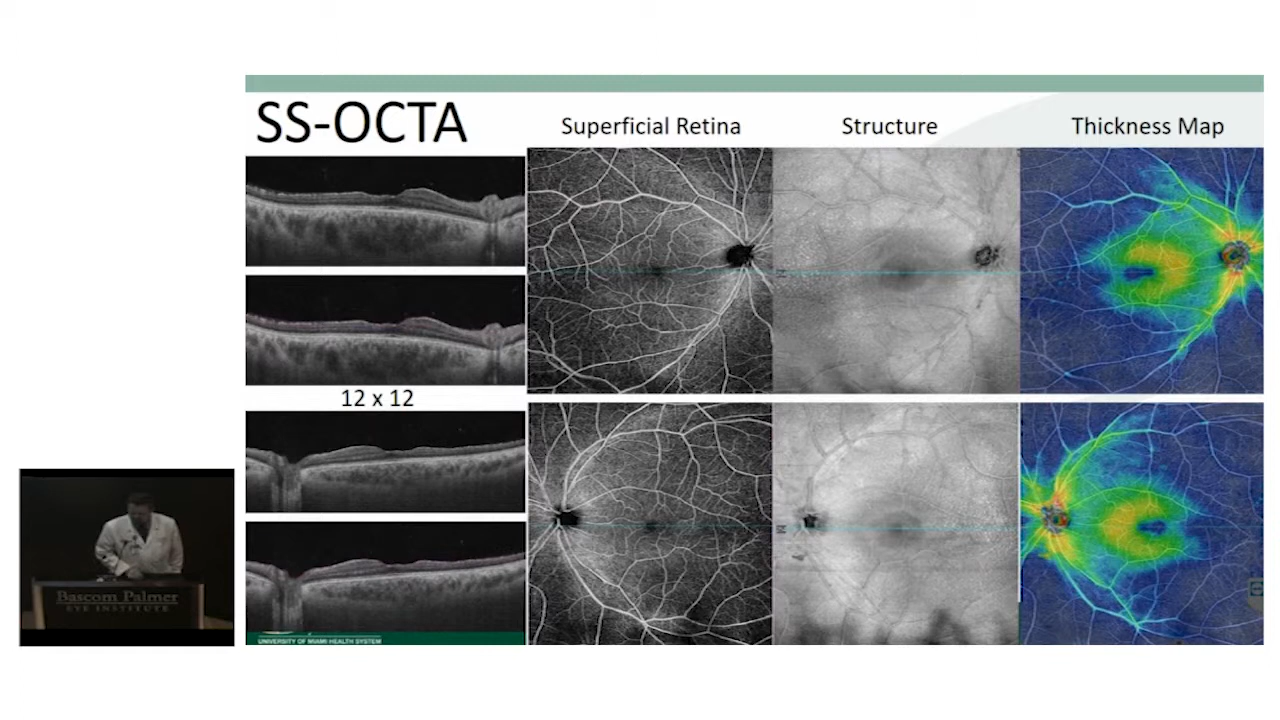 SS-OCTA
Superficial Retina
Structure
Thickness Map
12 x 12
Bascom Palmer
EYE INSTITUTE
UNIVERSITY OF MIAMI HEALTH SYSTEM